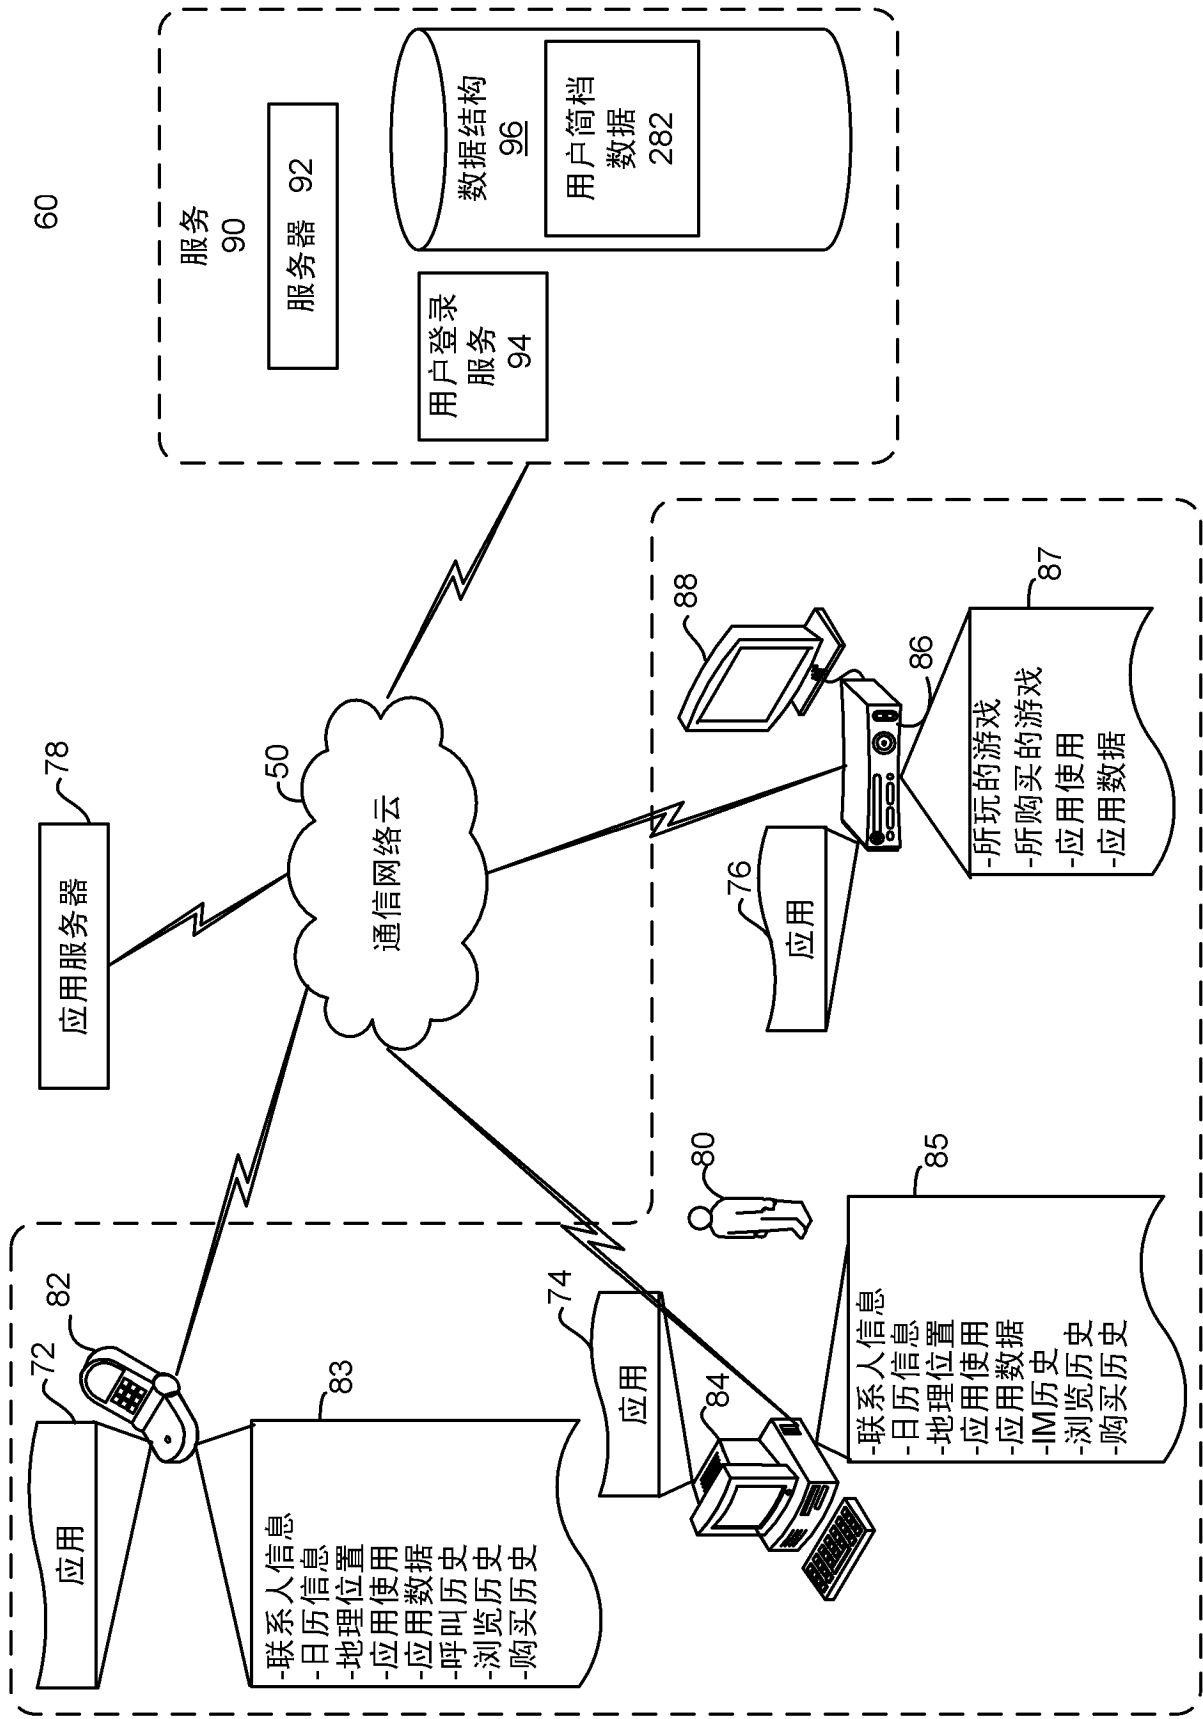 60
服务
90
服务器 92
用户登录
服务
94
数据结构
96
用户简档
数据
282
应用服务器
78
通信网络云
50
应用
72
82
83
-联系人信息
-日历信息
-地理位置
-应用使用
-应用数据
-呼叫历史
-浏览历史
-购买历史
应用
74
84
80
85
-联系人信息
-日历信息
-地理位置
-应用使用
-应用数据
-IM历史
-浏览历史
-购买历史
应用
76
88
86
87
-所玩的游戏
-所购买的游戏
-应用使用
-应用数据